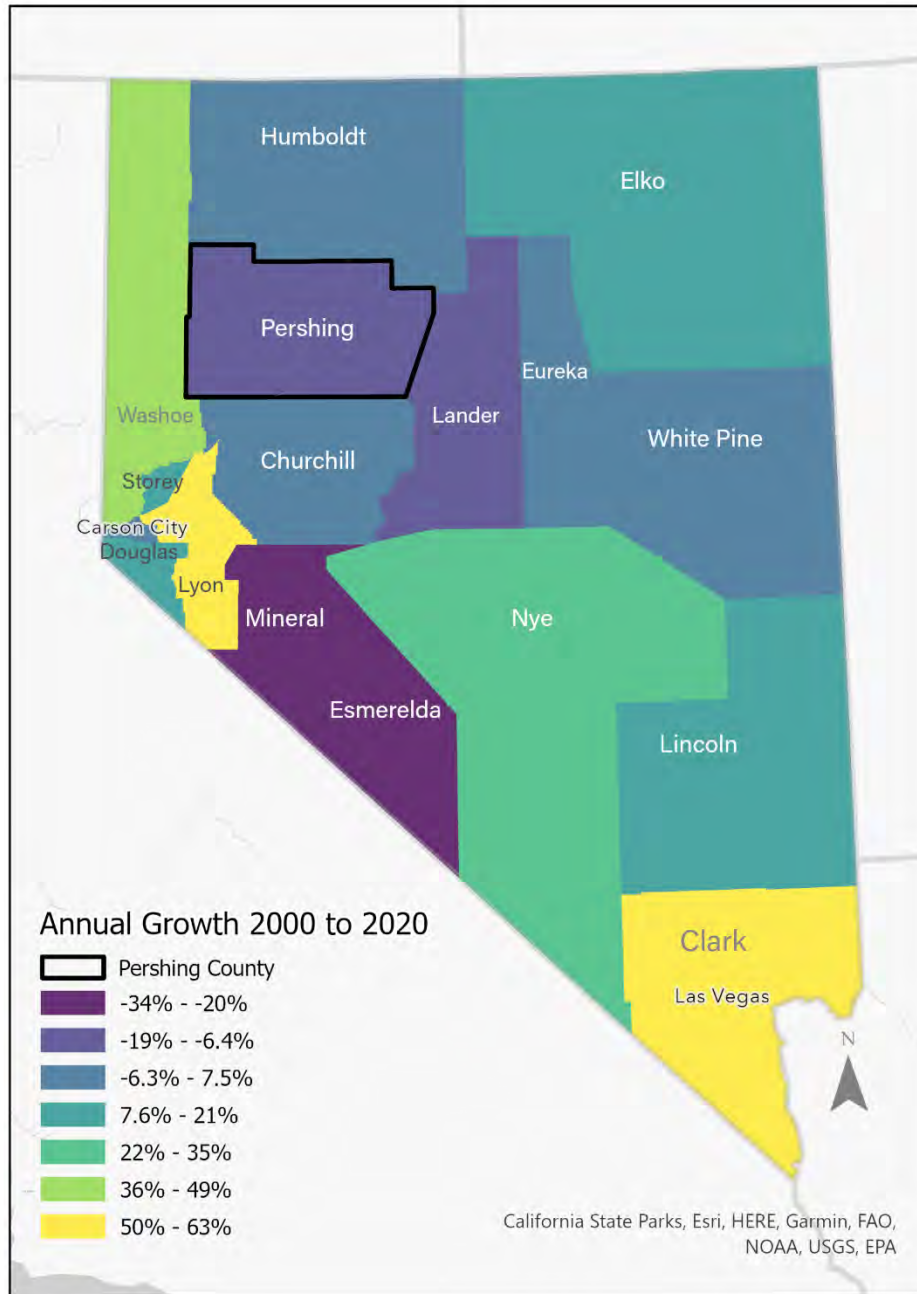 Humboldt
Elko
Pershing
Eureka
Washoe
Lander
White Pine
Churchill
Storey
Carson City
Douglas
Lyon
Mineral
Nye
Esmerelda
Lincoln
Annual Growth 2000 to 2020
Clark
Pershing County
Las Vegas
-34% - -20%
-19% - -6.4%
N
-6.3% - 7.5%
7.6% - 21%
22% - 35%
36% - 49%
50% - 63%
California State Parks, Esri, HERE, Garmin, FAO,
NOAA, USGS, EPA